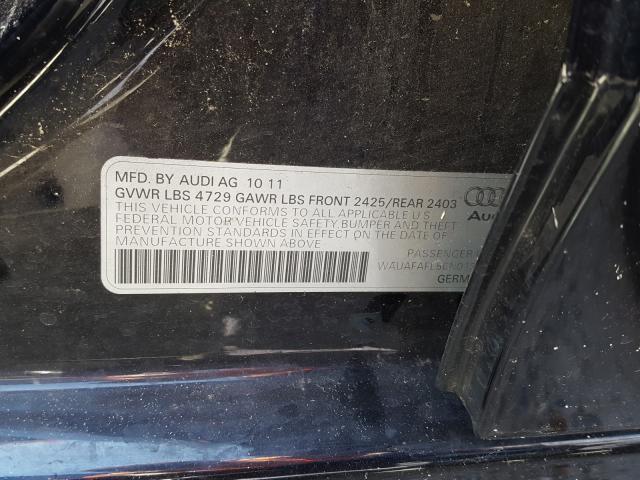 MFD. BY AUDI AG 10 11
GVWR LBS 4729 GAWR LBS FRONT 2425/REAR 2403
THIS VEHICLE CONFORMS TO ALL APPLICABLE U.S.
FEDERAL MOTOR VEHICLE SAFETY, BUMPER AND THEFT
PREVENTION STANDARDS IN EFFECT ON THE DATE OF
MANUFACTURE SHOWN ABOVE.
Audi
PASSENGER